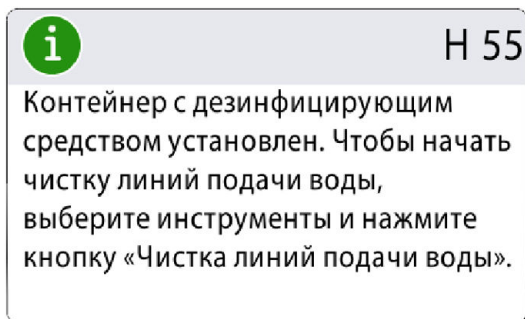 i
H 55
Контейнер с дезинфицирующим
средством установлен. Чтобы начать
чистку линий подачи воды,
выберите инструменты и нажмите
кнопку «Чистка линий подачи воды».